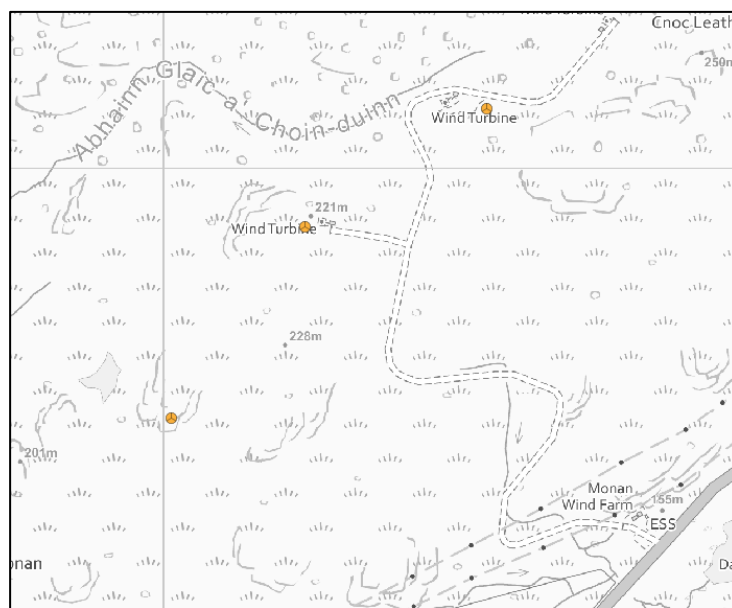 Cnoc Leath
250m
Abhainn Glaic a' Choin-duinn
Wind Turbine
221m
Wind Turbine
228m
201m
Monan
Wind Farm
155m
ESS
onan
Da